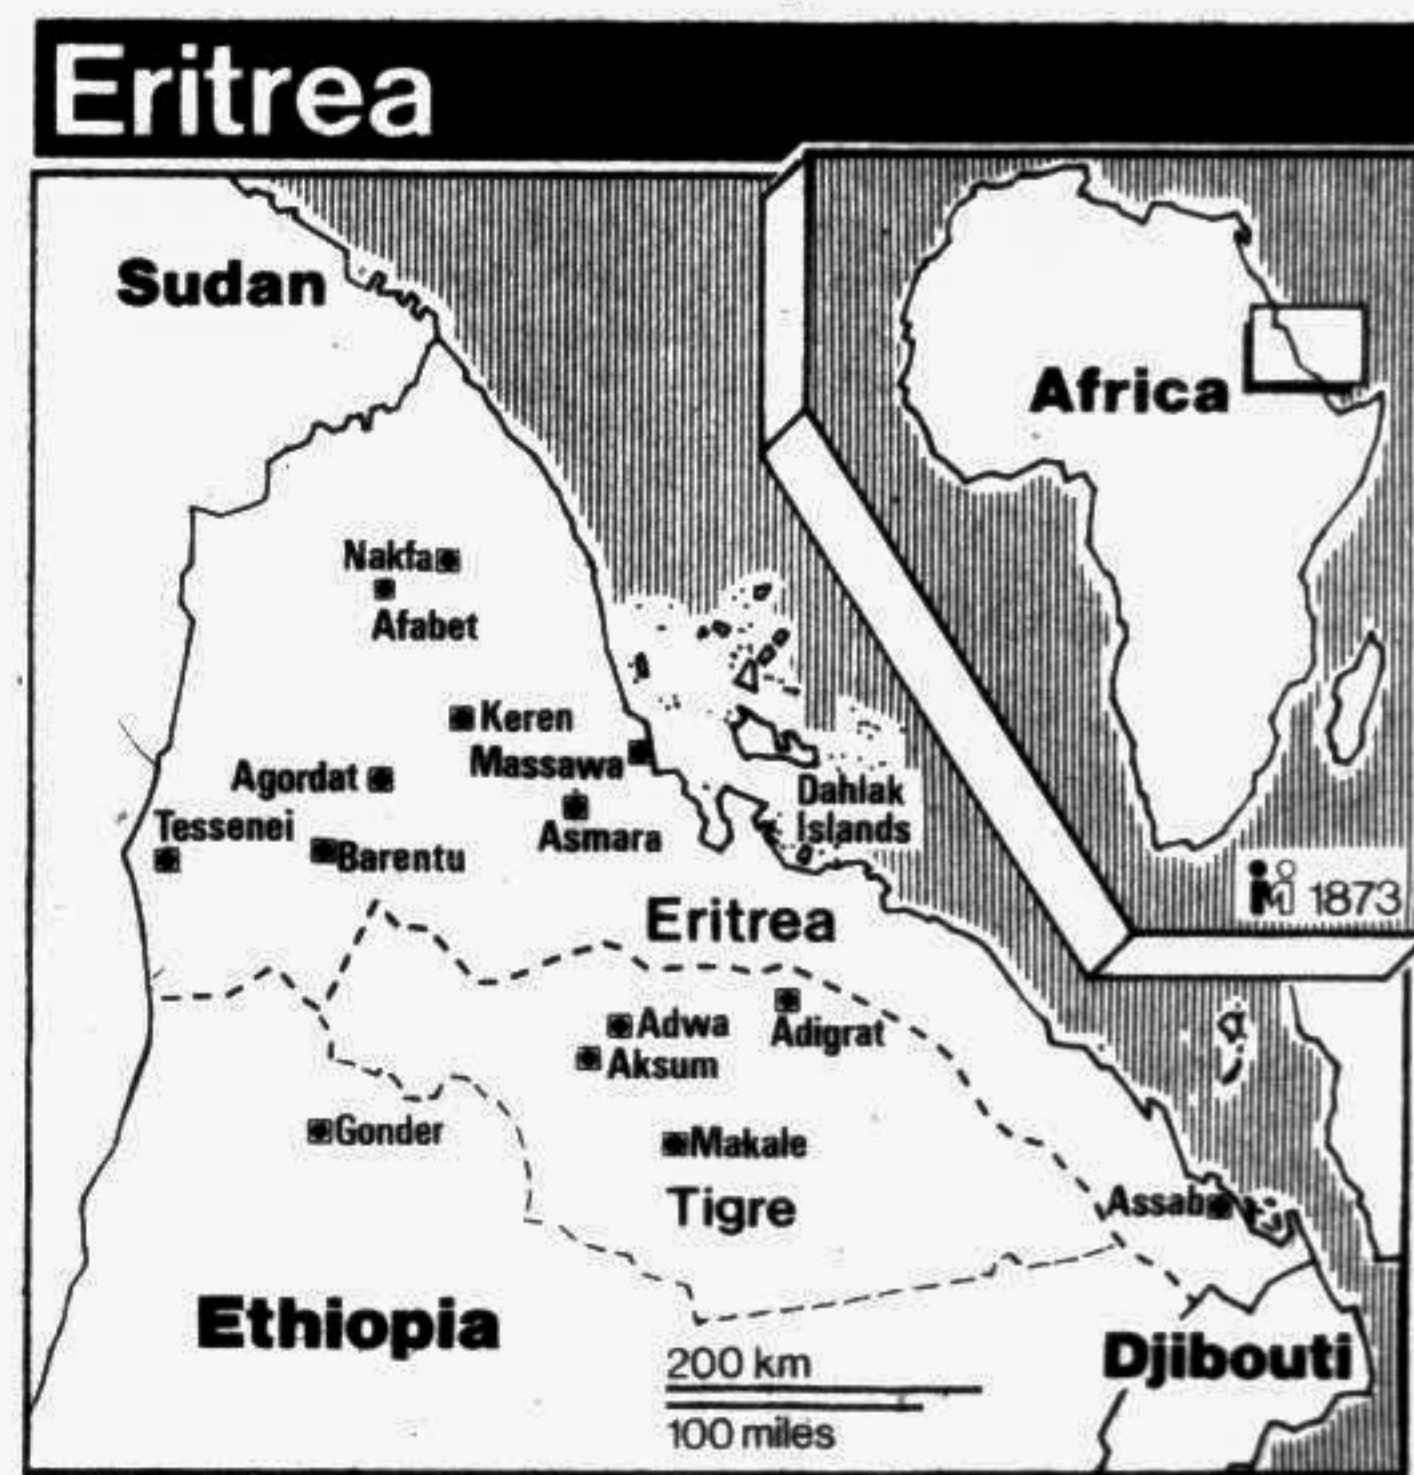 Eritrea
Sudan
Africa
Nakfa
Afabet
Keren
Agordat
Massawa
Dahlak
Islands
Tessenei
Asmara
Barentu
1873
Eritrea
Adwa
Adigrat
Aksum
Gonder
Makale
Tigre
Assab
Ethiopia
200 km
Djibouti
100 miles